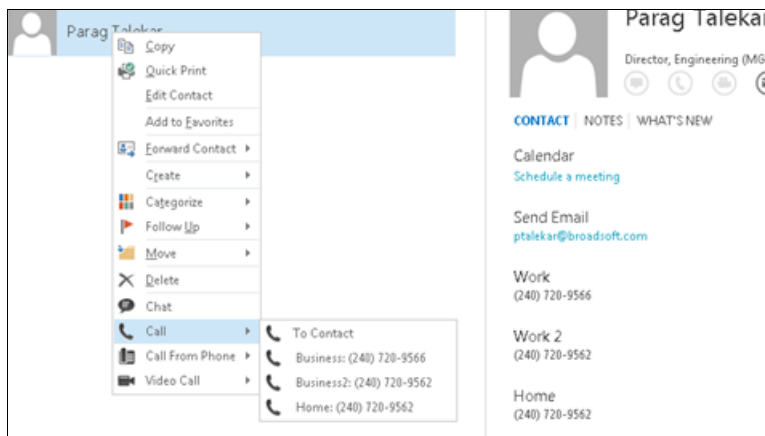 Parag Talekar
Copy
Quick Print
Edit Contact
Add to Favorites
Forward Contact
Create
Categorize
Follow Up
Move
Delete
Chat
Call
Call From Phone
Video Call
To Contact
Business: (240) 720-9566
Business2: (240) 720-9562
Home: (240) 720-9562
Parag Talekar
Director, Engineering (MG
CONTACT NOTES WHAT'S NEW
Calendar
Schedule a meeting
Send Email
ptalekar@broadsoft.com
Work
(240) 720-9566
Work 2
(240) 720-9562
Home
(240) 720-9562